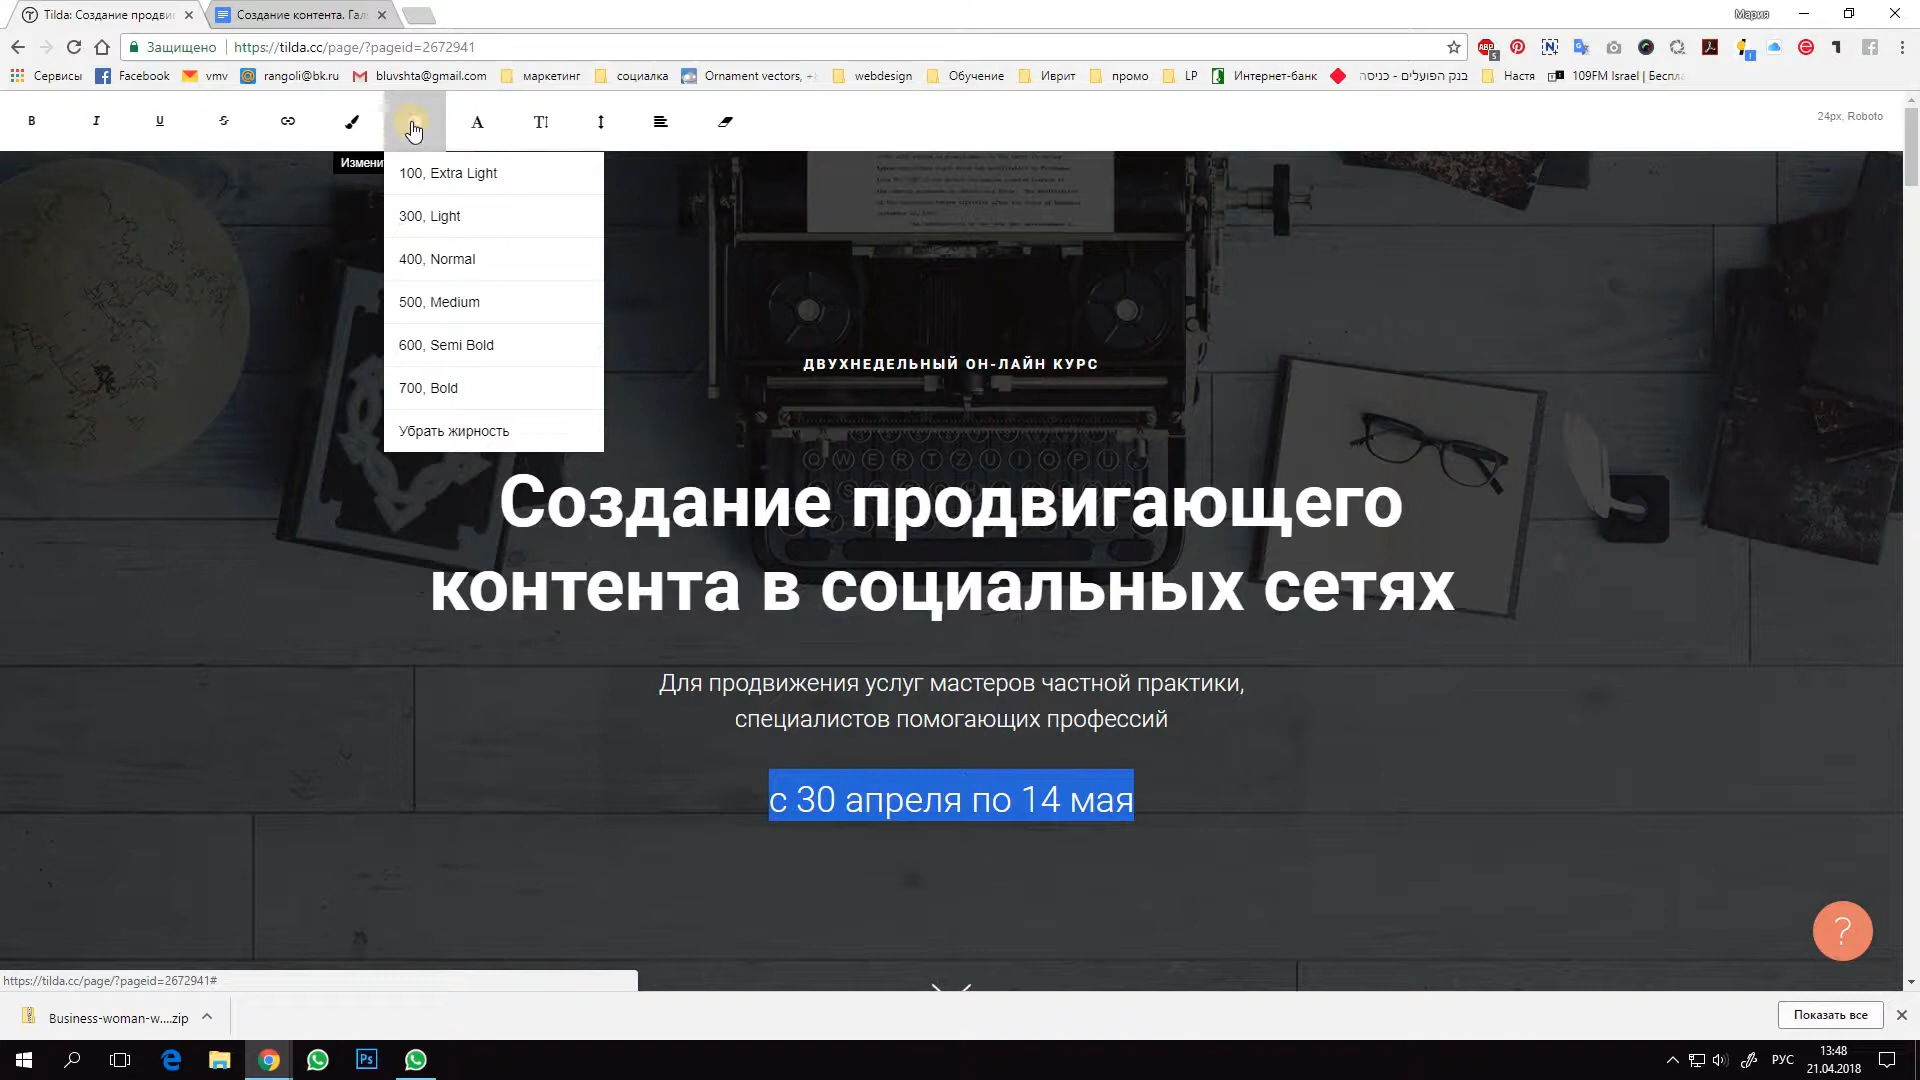 Tilda: Создание продви
Создание контента. Гал
Мария
Защищено
https://tilda.cc/page/?pageid=2672941
Сервисы
Facebook
vmv
rangoli@bk.ru
bluvshta@gmail.com
маркетинг
социалка
Ornament vectors, +
webdesign
Обучение
Иврит
промо
LP
Интернет-банк
בנק הפועלים - כניסה
Настя
109FM Israel | Беспл
B
I
U
S
A
T
24px, Roboto
Измени
100, Extra Light
300, Light
400, Normal
500, Medium
600, Semi Bold
700, Bold
Убрать жирность
ДВУХНЕДЕЛЬНЫЙ ОН-ЛАЙН КУРС
QWERTZUIOPU
Создание продвигающего
контента в социальных сетях
Для продвижения услуг мастеров частной практики,
специалистов помогающих профессий
с 30 апреля по 14 мая
?
https://tilda.cc/page/?pageid=2672941#
Business-woman-w....zip
Показать все
Ps
РУС
13:48
21.04.2018